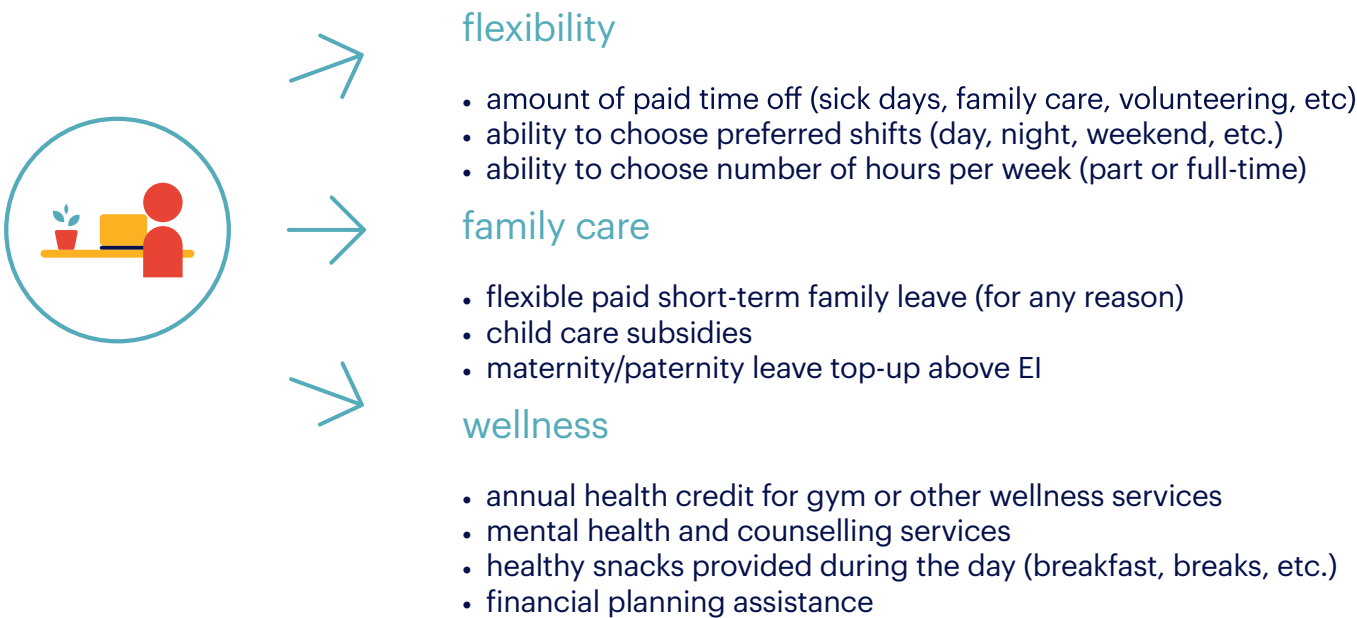 flexibility
• amount of paid time off (sick days, family care, volunteering, etc)
• ability to choose preferred shifts (day, night, weekend, etc.)
• ability to choose number of hours per week (part or full-time)
family care
• flexible paid short-term family leave (for any reason)
• child care subsidies
• maternity/paternity leave top-up above EI
wellness
• annual health credit for gym or other wellness services
• mental health and counselling services
• healthy snacks provided during the day (breakfast, breaks, etc.)
• financial planning assistance